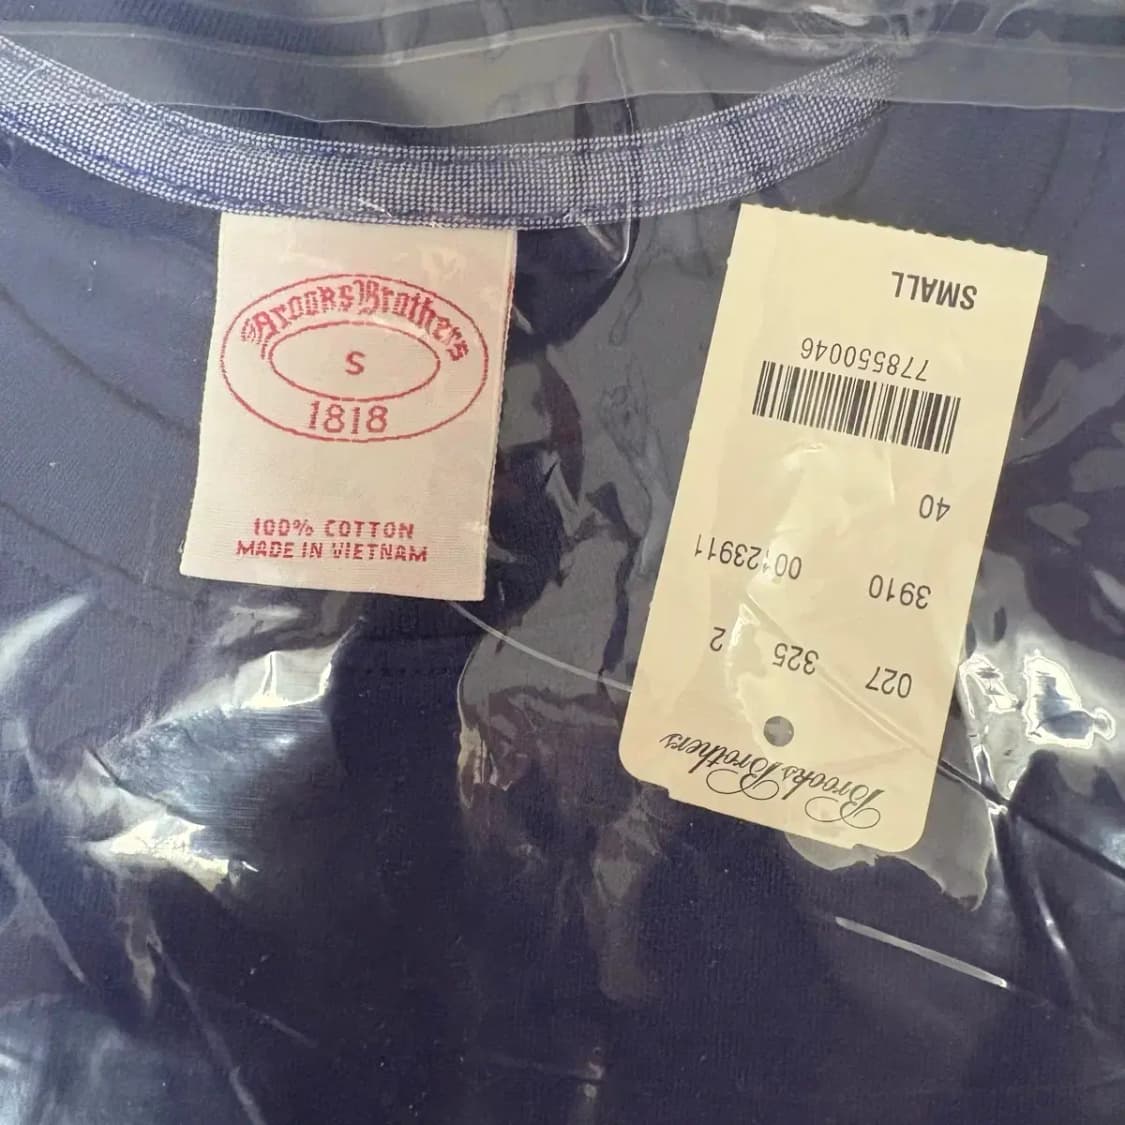 Brooks Brothers
S
1818
100% COTTON
MADE IN VIETNAM
Brooks Brothers
027 325 2
3910 00123911
40
778550046
SMALL